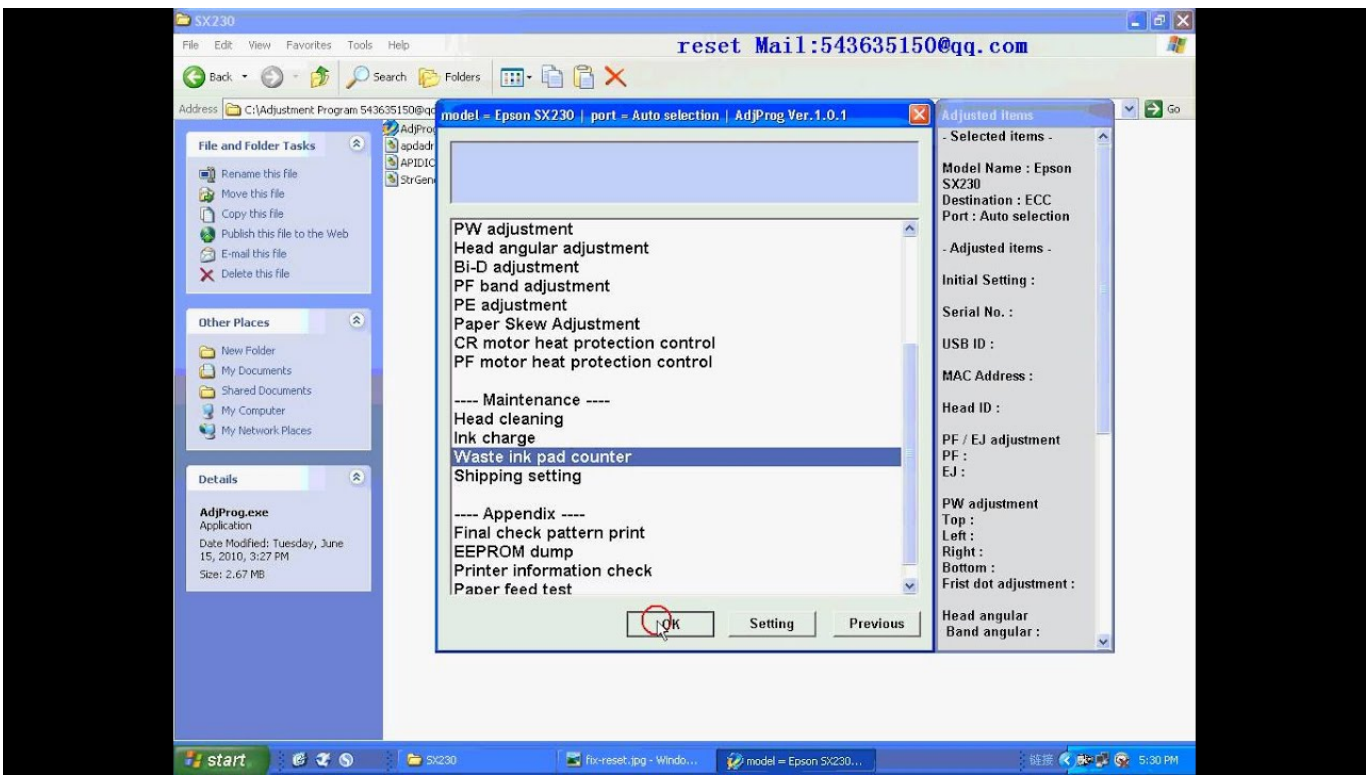 SX230
File Edit View Favorites Tools Help
reset Mail:543635150@qq.com
Back Search Folders
Address C:\Adjustment Program 543635150@qq
Go
File and Folder Tasks
Rename this file
Move this file
Copy this file
Publish this file to the Web
E-mail this file
Delete this file
Other Places
New Folder
My Documents
Shared Documents
My Computer
My Network Places
Details
AdjProg.exe
Application
Date Modified: Tuesday, June
15, 2010, 3:27 PM
Size: 2.67 MB
AdjPro
apdadr
APIDIC
StrGen
model = Epson SX230 | port = Auto selection | AdjProg Ver.1.0.1
PW adjustment
Head angular adjustment
Bi-D adjustment
PF band adjustment
PE adjustment
Paper Skew Adjustment
CR motor heat protection control
PF motor heat protection control
---- Maintenance ----
Head cleaning
Ink charge
Waste ink pad counter
Shipping setting
---- Appendix ----
Final check pattern print
EEPROM dump
Printer information check
Paper feed test
OK Setting Previous
Adjusted items
- Selected items -
Model Name : Epson
SX230
Destination : ECC
Port : Auto selection
- Adjusted items -
Initial Setting :
Serial No. :
USB ID :
MAC Address :
Head ID :
PF / EJ adjustment
PF :
EJ :
PW adjustment
Top :
Left :
Right :
Bottom :
Frist dot adjustment :
Head angular
Band angular :
start SX230 fix-reset.jpg - Windo... model = Epson SX230... 链接 5:30 PM